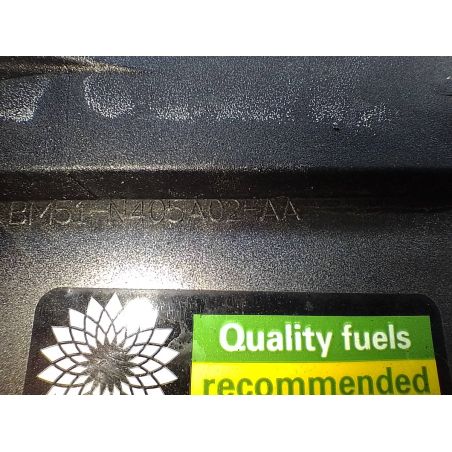 BM51-N405A02-AA
Quality fuels
recommended